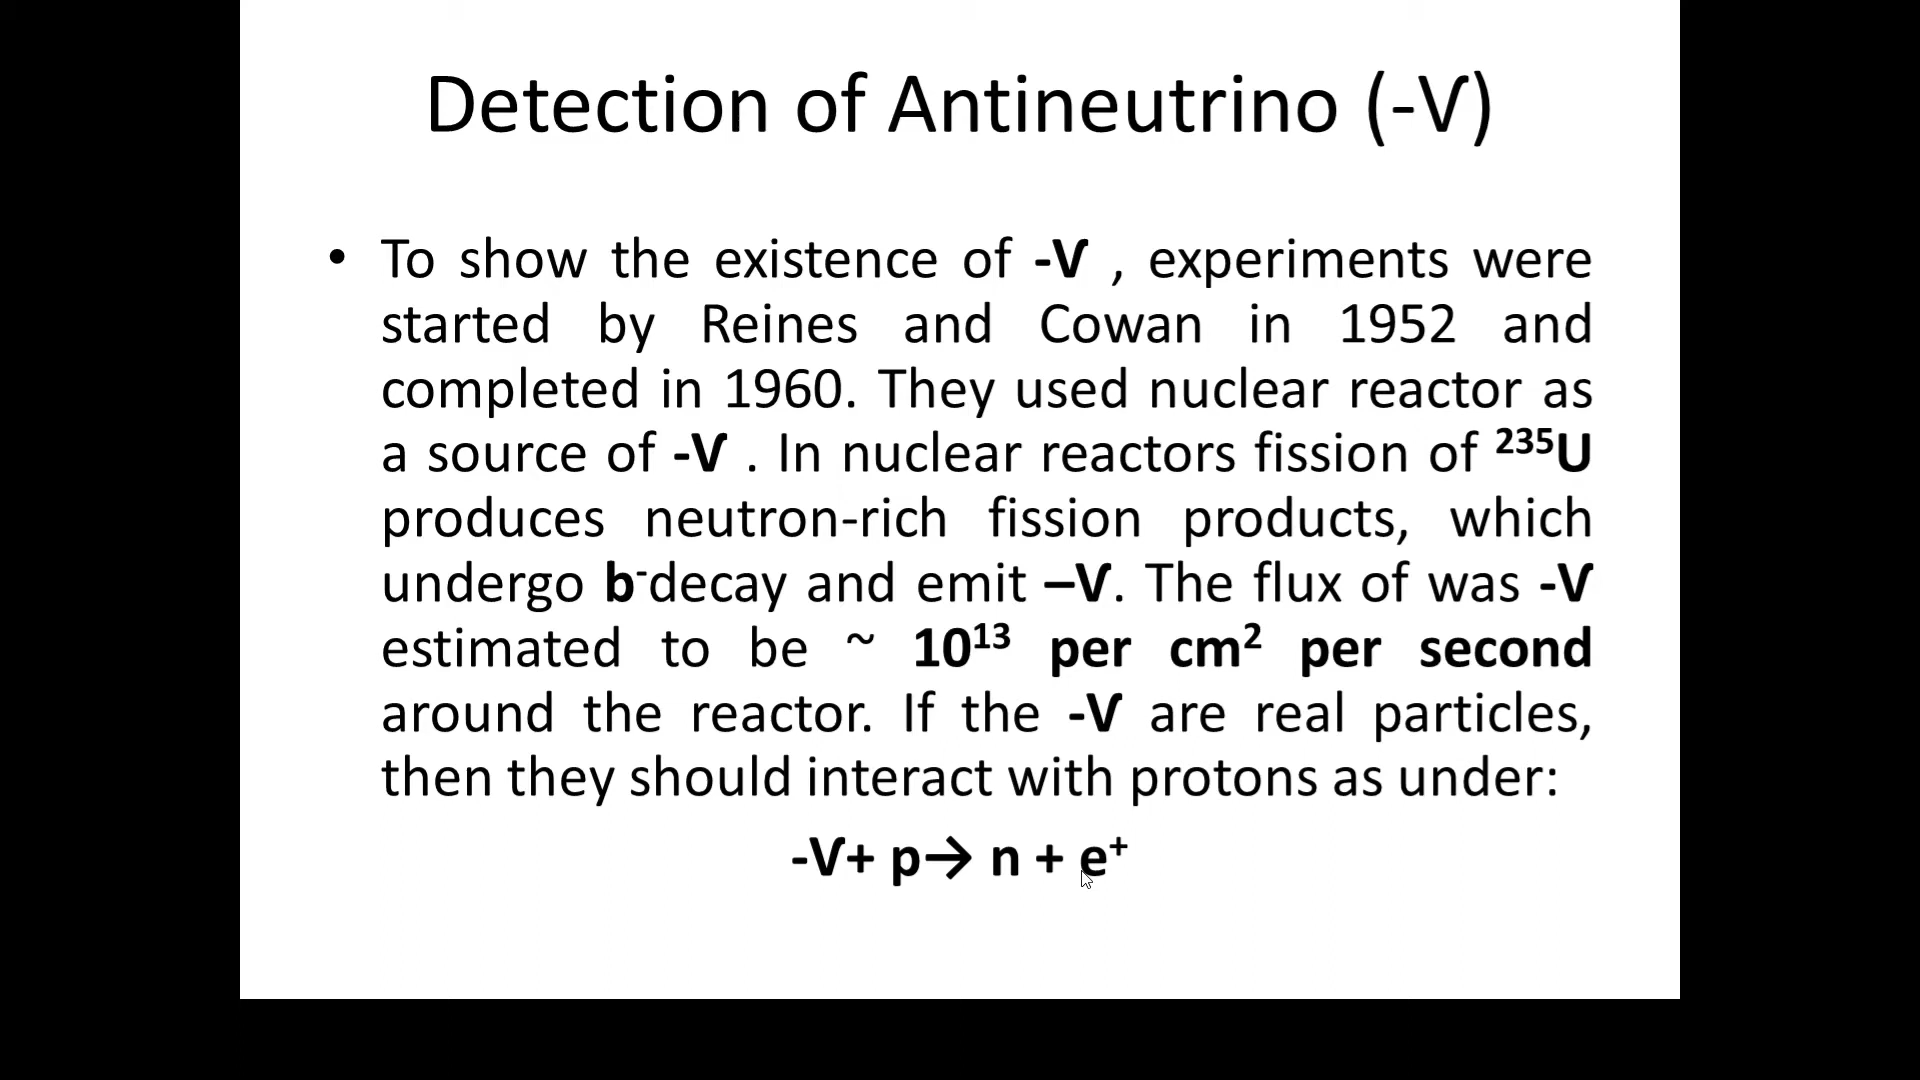 Detection of Antineutrino (-Ѵ)
• To show the existence of -Ѵ , experiments were
started by Reines and Cowan in 1952 and
completed in 1960. They used nuclear reactor as
a source of -Ѵ . In nuclear reactors fission of ²³⁵U
produces neutron-rich fission products, which
undergo b⁻decay and emit –Ѵ. The flux of was -Ѵ
estimated to be ~ 10¹³ per cm² per second
around the reactor. If the -Ѵ are real particles,
then they should interact with protons as under:
-Ѵ+ p→ n + e⁺